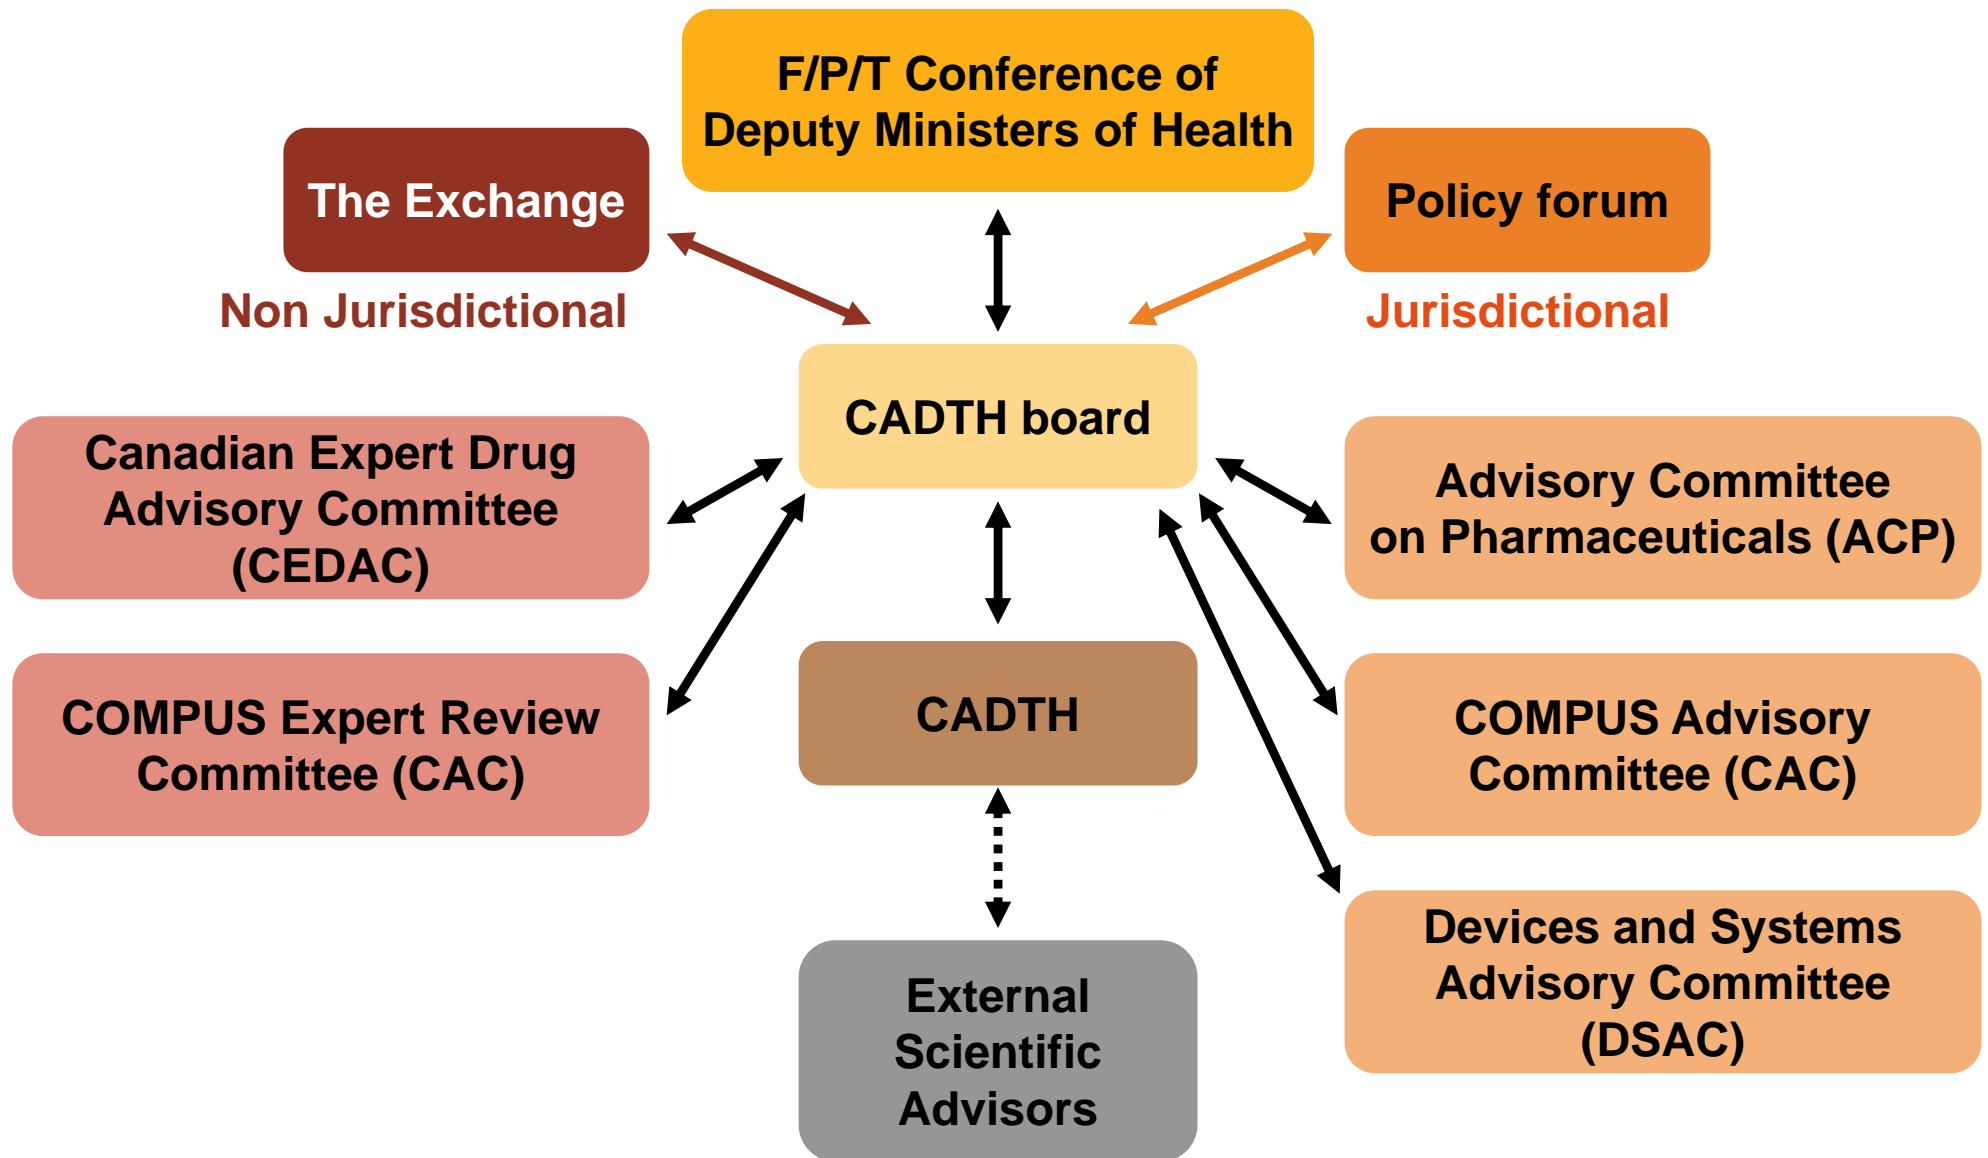 F/P/T Conference of
Deputy Ministers of Health
The Exchange
Policy forum
Non Jurisdictional
Jurisdictional
CADTH board
Canadian Expert Drug
Advisory Committee
(CEDAC)
Advisory Committee
on Pharmaceuticals (ACP)
COMPUS Expert Review
Committee (CAC)
CADTH
COMPUS Advisory
Committee (CAC)
External
Scientific
Advisors
Devices and Systems
Advisory Committee
(DSAC)